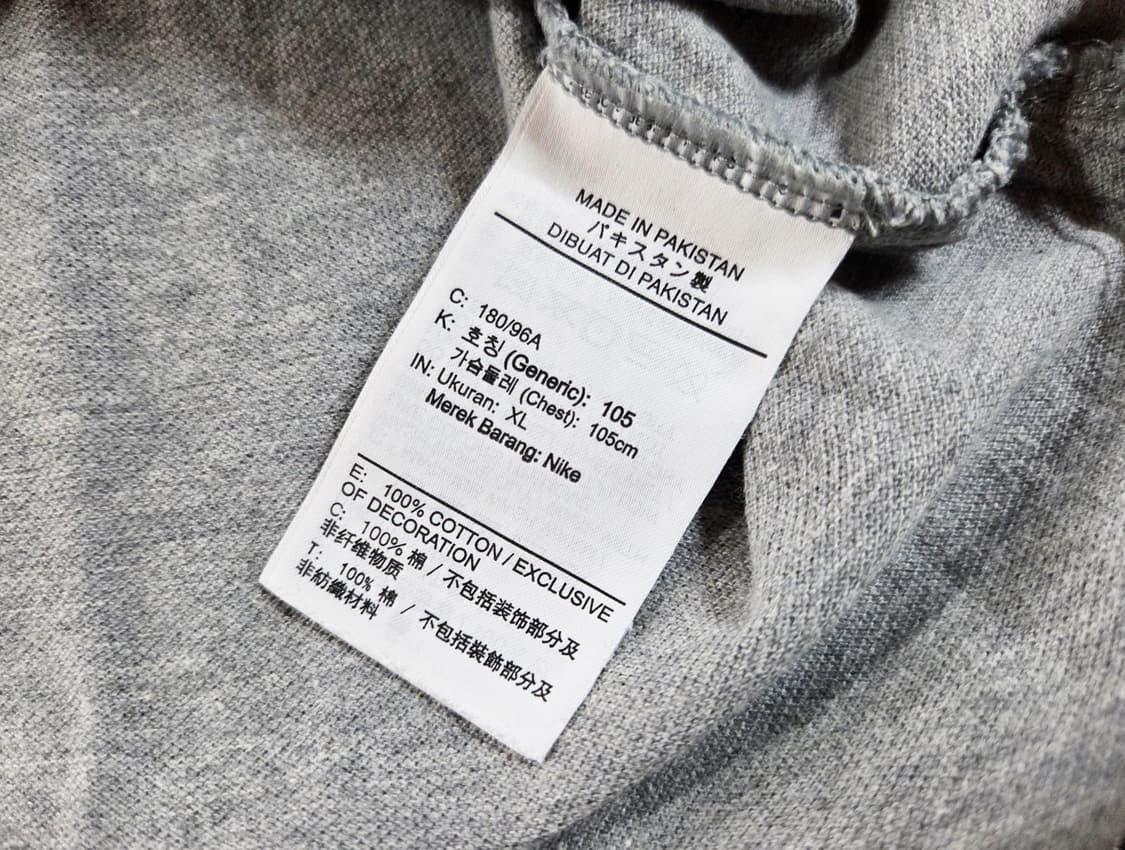 MADE IN PAKISTAN
パキスタン製
DIBUAT DI PAKISTAN
C: 180/96A
K: 호칭 (Generic): 105
가슴둘레 (Chest): 105cm
IN: Ukuran: XL
Merek Barang: Nike
E: 100% COTTON / EXCLUSIVE
OF DECORATION
C: 100% 棉 / 不包括装饰部分及
非纤维物质
T: 100% 棉 / 不包括裝飾部分及
非紡織材料